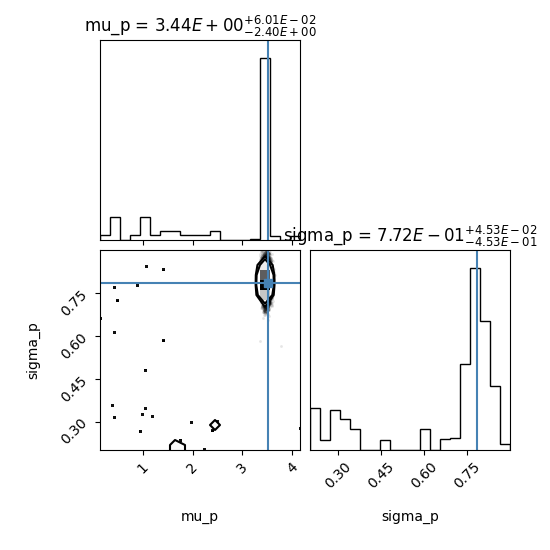 mu_p = 3.44E+00 +6.01E−02 −2.40E+00
sigma_p = 7.72E−01 +4.53E−02 −4.53E−01
0.75
0.60
0.45
0.30
sigma_p
1 2 3 4
mu_p
0.30 0.45 0.60 0.75
sigma_p